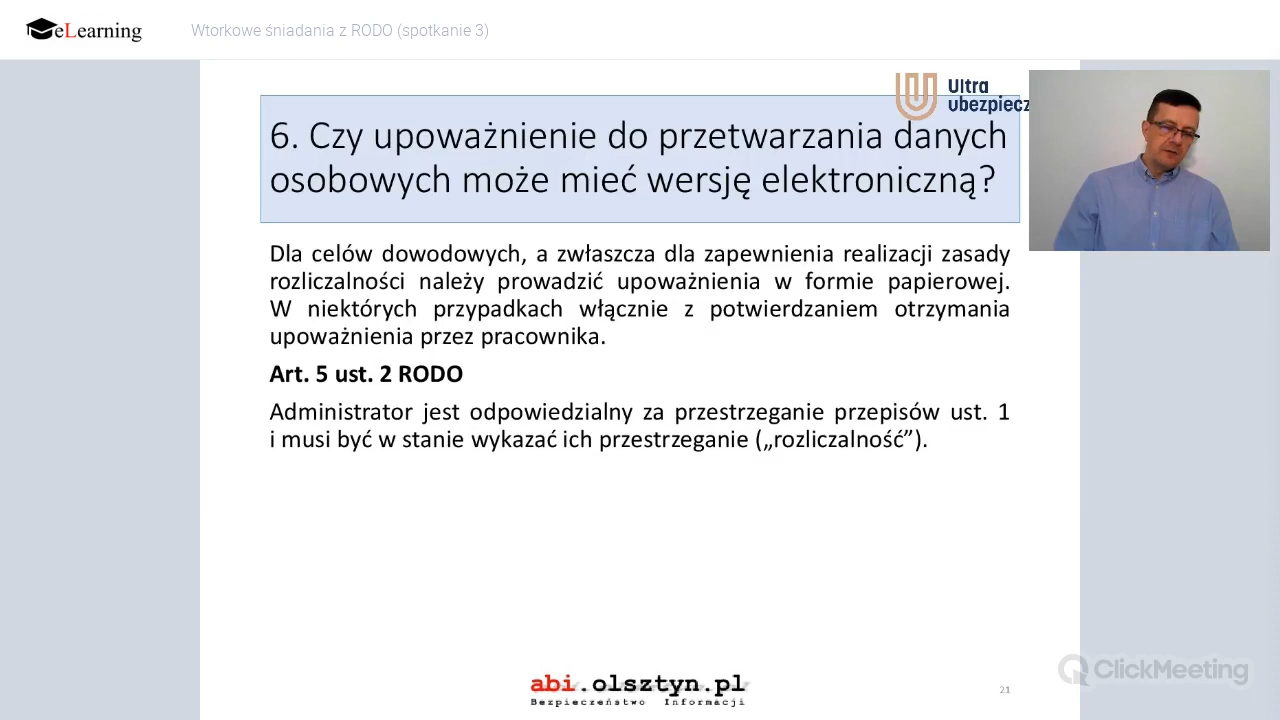 eLearning
Wtorkowe śniadania z RODO (spotkanie 3)
Ultra
ubezpiecz
6. Czy upoważnienie do przetwarzania danych
osobowych może mieć wersję elektroniczną?
Dla celów dowodowych, a zwłaszcza dla zapewnienia realizacji zasady
rozliczalności należy prowadzić upoważnienia w formie papierowej.
W niektórych przypadkach włącznie z potwierdzaniem otrzymania
upoważnienia przez pracownika.
Art. 5 ust. 2 RODO
Administrator jest odpowiedzialny za przestrzeganie przepisów ust. 1
i musi być w stanie wykazać ich przestrzeganie („rozliczalność”).
ClickMeeting
abi.olsztyn.pl
Bezpieczeństwo Informacji
21